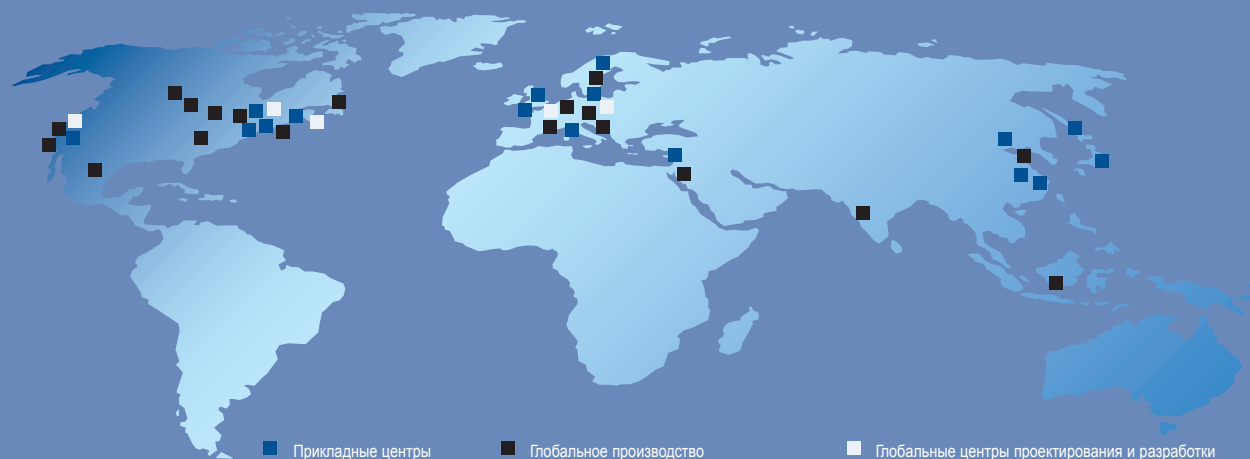 Прикладные центры
Глобальное производство
Глобальные центры проектирования и разработки